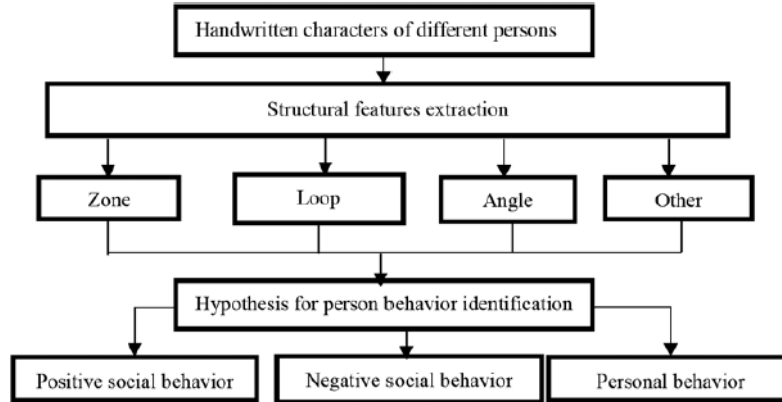 Handwritten characters of different persons
Structural features extraction
Zone
Loop
Angle
Other
Hypothesis for person behavior identification
Positive social behavior
Negative social behavior
Personal behavior